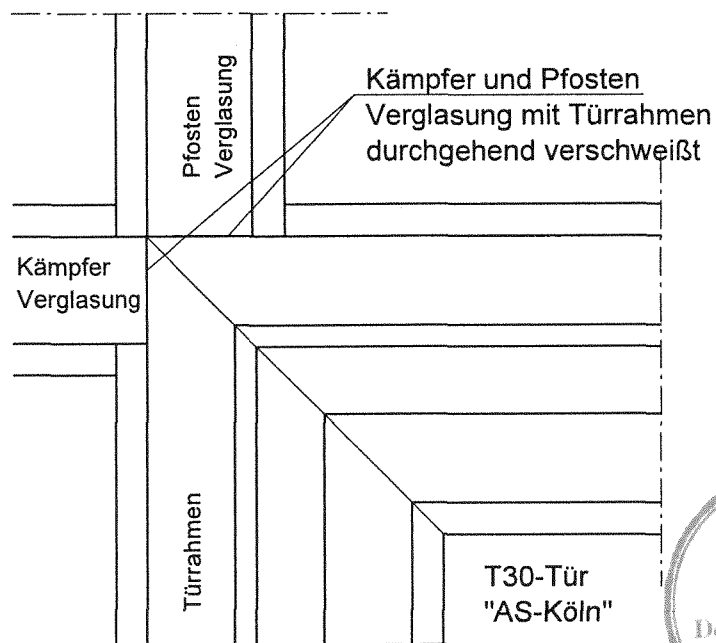 Kämpfer und Pfosten
Verglasung mit Türrahmen
durchgehend verschweißt
Pfosten
Verglasung
Kämpfer
Verglasung
Türrahmen
T30-Tür
"AS-Köln"